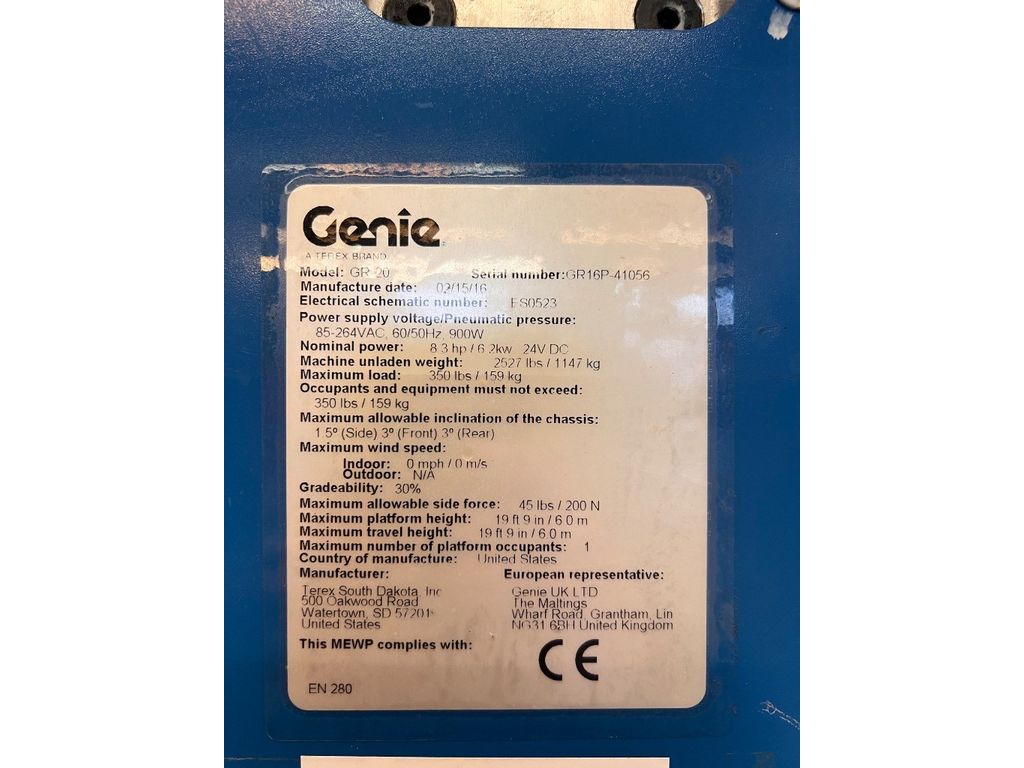 Genie
A TEREX BRAND
Model: GR-20 Serial number:GR16P-41056
Manufacture date: 02/15/16
Electrical schematic number: ES0523
Power supply voltage/Pneumatic pressure:
85-264VAC, 60/50Hz, 900W
Nominal power: 8.3 hp / 6.2kw 24V DC
Machine unladen weight: 2527 lbs / 1147 kg
Maximum load: 350 lbs / 159 kg
Occupants and equipment must not exceed:
350 lbs / 159 kg
Maximum allowable inclination of the chassis:
1.5º (Side) 3º (Front) 3º (Rear)
Maximum wind speed:
Indoor: 0 mph / 0 m/s
Outdoor: N/A
Gradeability: 30%
Maximum allowable side force: 45 lbs / 200 N
Maximum platform height: 19 ft 9 in / 6.0 m
Maximum travel height: 19 ft 9 in / 6.0 m
Maximum number of platform occupants: 1
Country of manufacture: United States
Manufacturer: European representative:
Terex South Dakota, Inc Genie UK LTD
500 Oakwood Road The Maltings
Watertown, SD 57201 Wharf Road, Grantham, Lin
United States NG31 6BH United Kingdom
This MEWP complies with: CE
EN 280